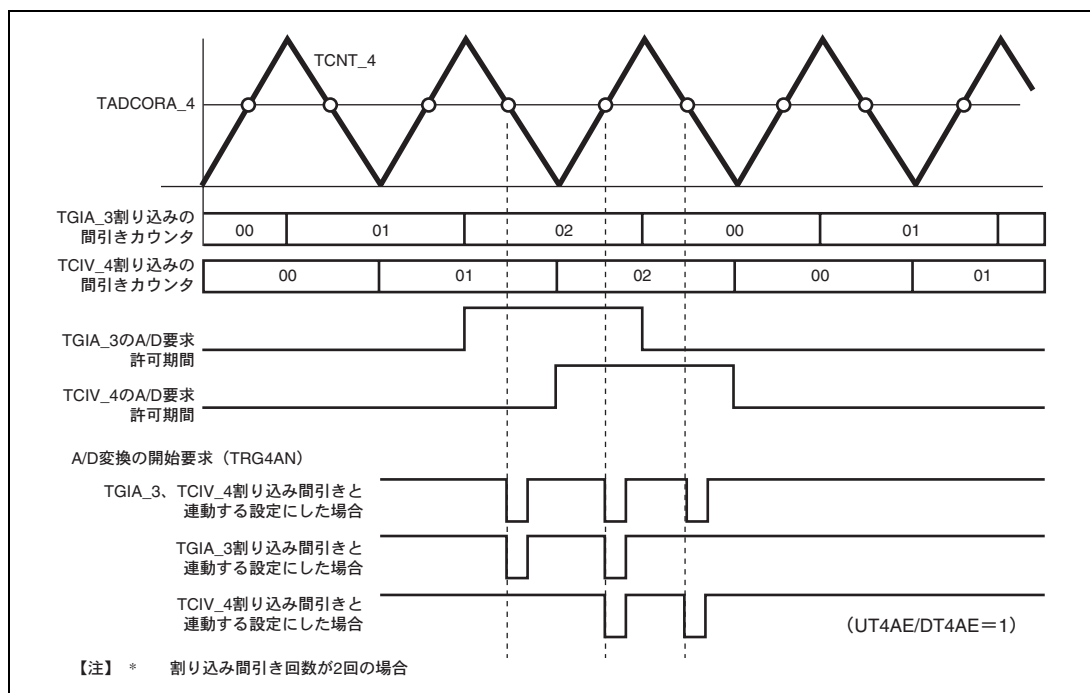 TCNT_4
TADCORA_4
TGIA_3割り込みの
間引きカウンタ
00
01
02
00
01
TCIV_4割り込みの
間引きカウンタ
00
01
02
00
01
TGIA_3のA/D要求
許可期間
TCIV_4のA/D要求
許可期間
A/D変換の開始要求（TRG4AN）
TGIA_3、TCIV_4割り込み間引きと
連動する設定にした場合
TGIA_3割り込み間引きと
連動する設定にした場合
TCIV_4割り込み間引きと
連動する設定にした場合
（UT4AE/DT4AE＝1）
【注】 * 割り込み間引き回数が2回の場合